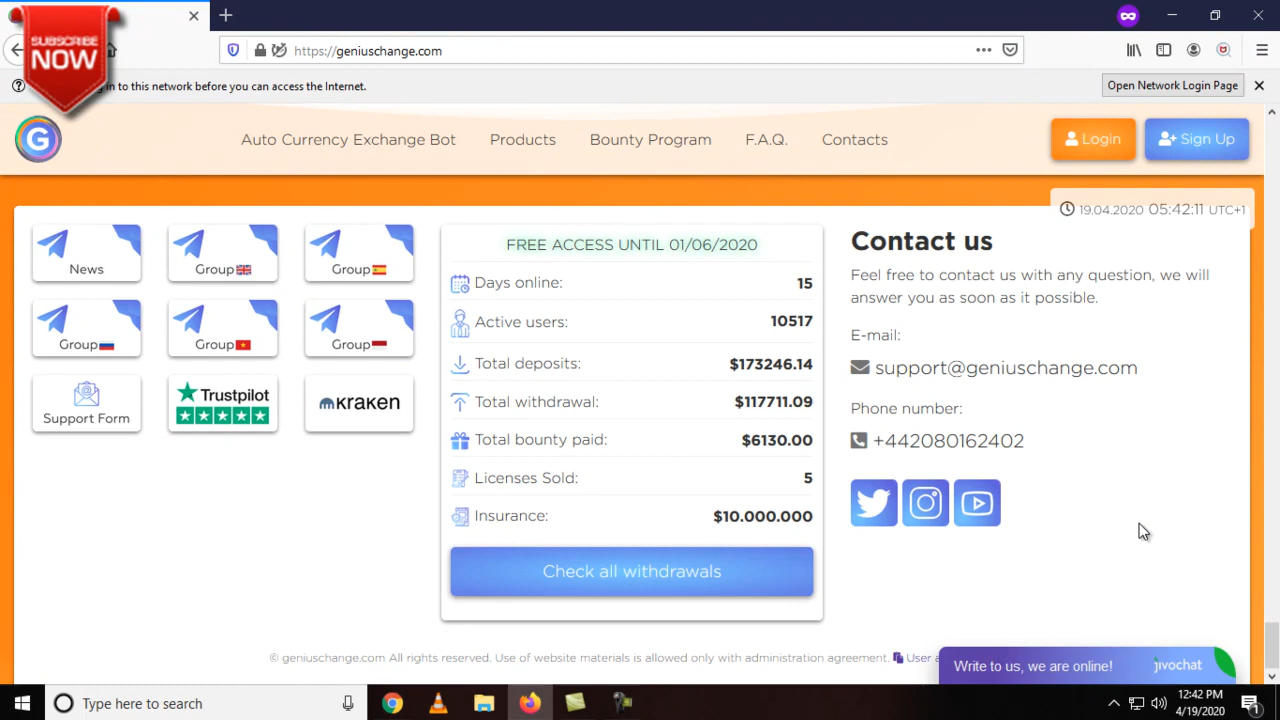 SUBSCRIBE
NOW
https://geniuschange.com
in to this network before you can access the Internet.
Open Network Login Page
G
Auto Currency Exchange Bot
Products
Bounty Program
F.A.Q.
Contacts
Login
Sign Up
19.04.2020 05:42:11 UTC+1
News
Group
Group
Group
Group
Group
Support Form
Trustpilot
mKraken
FREE ACCESS UNTIL 01/06/2020
Days online: 15
Active users: 10517
Total deposits: $173246.14
Total withdrawal: $117711.09
Total bounty paid: $6130.00
Licenses Sold: 5
Insurance: $10.000.000
Check all withdrawals
Contact us
Feel free to contact us with any question, we will
answer you as soon as it possible.
E-mail:
support@geniuschange.com
Phone number:
+442080162402
© geniuschange.com All rights reserved. Use of website materials is allowed only with administration agreement. User a
Write to us, we are online! jivochat
Type here to search
12:42 PM
4/19/2020
1